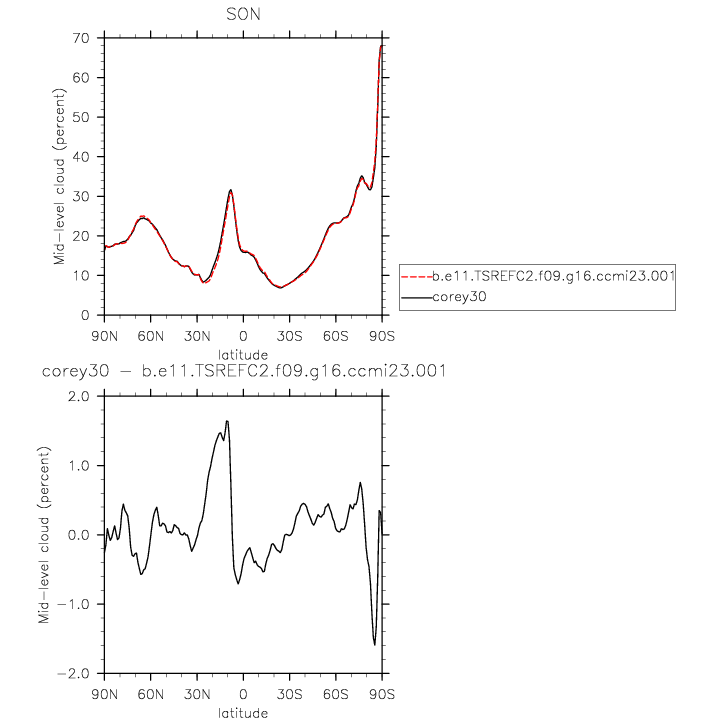 SON
Mid-level cloud (percent)
70
60
50
40
30
20
10
0
90N 60N 30N 0 30S 60S 90S
latitude
b.e11.TSREFC2.f09.g16.ccmi23.001
corey30
corey30 - b.e11.TSREFC2.f09.g16.ccmi23.001
Mid-level cloud (percent)
2.0
1.0
0.0
-1.0
-2.0
90N 60N 30N 0 30S 60S 90S
latitude